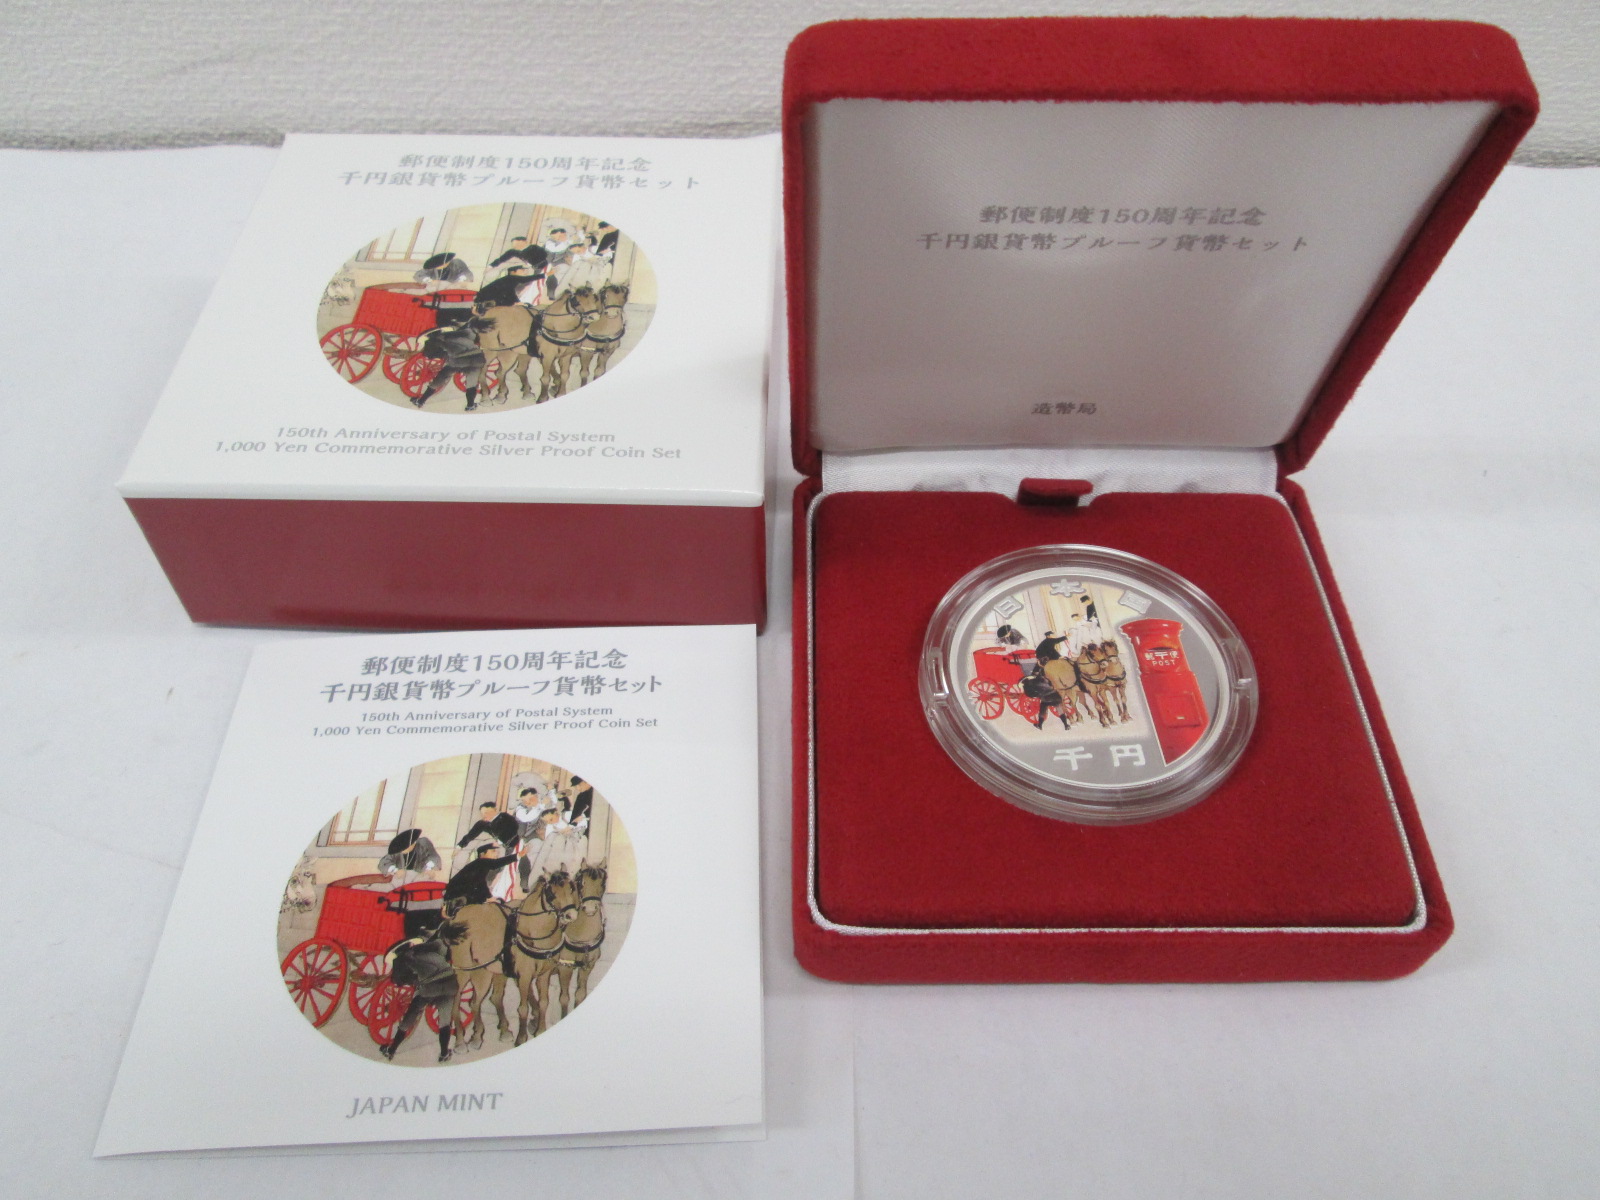 郵便制度150周年記念
千円銀貨幣プルーフ貨幣セット
150th Anniversary of Postal System
1,000 Yen Commemorative Silver Proof Coin Set
郵便制度150周年記念
千円銀貨幣プルーフ貨幣セット
150th Anniversary of Postal System
1,000 Yen Commemorative Silver Proof Coin Set
JAPAN MINT
郵便制度150周年記念
千円銀貨幣プルーフ貨幣セット
造幣局
日本国
郵〒便
POST
千円